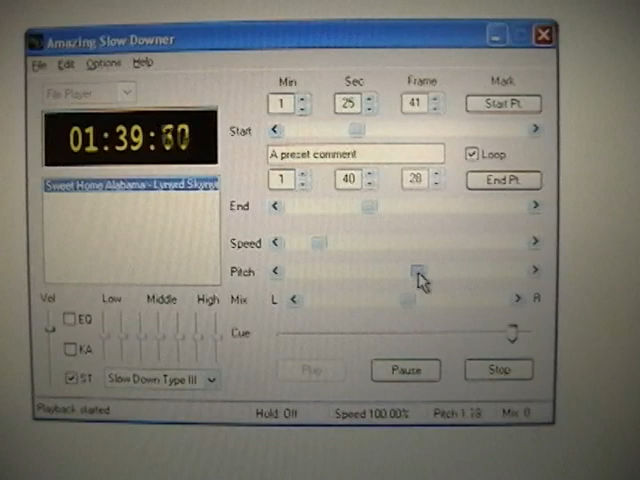 Amazing Slow Downer
File Edit Options Help
File Player
Min Sec Frame Mark
1 25 41 Start Pt.
01:39:
Start
A preset comment
Loop
Sweet Home Alabama - Lynyrd Skynyr
1 40 28 End Pt.
End
Speed
Pitch
Vol Low Middle High
Mix L R
EQ
Cue
KA
ST Slow Down Type III
Play Pause Stop
Playback started Hold: Off Speed 100.00% Pitch Mix: 0